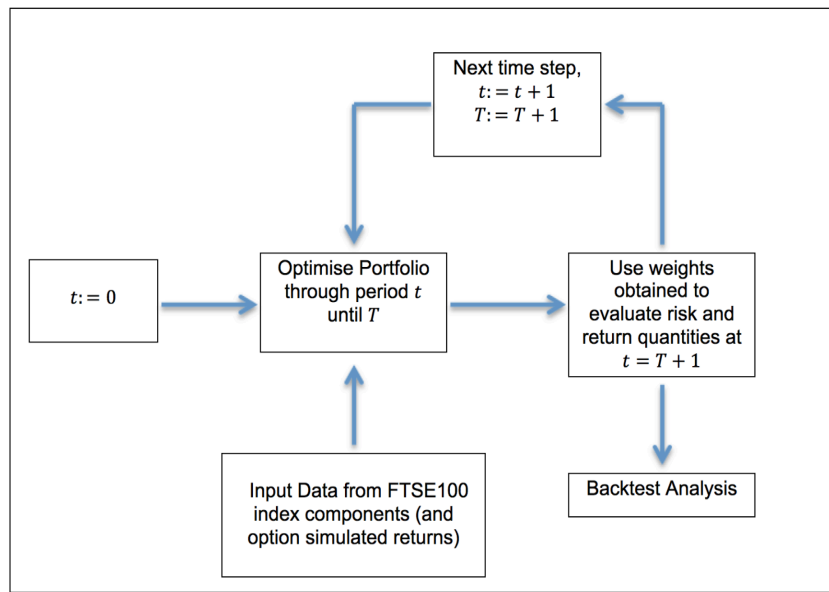 Next time step,
t: = t + 1
T: = T + 1
t: = 0
Optimise Portfolio
through period t
until T
Use weights
obtained to
evaluate risk and
return quantities at
t = T + 1
Input Data from FTSE100
index components (and
option simulated returns)
Backtest Analysis